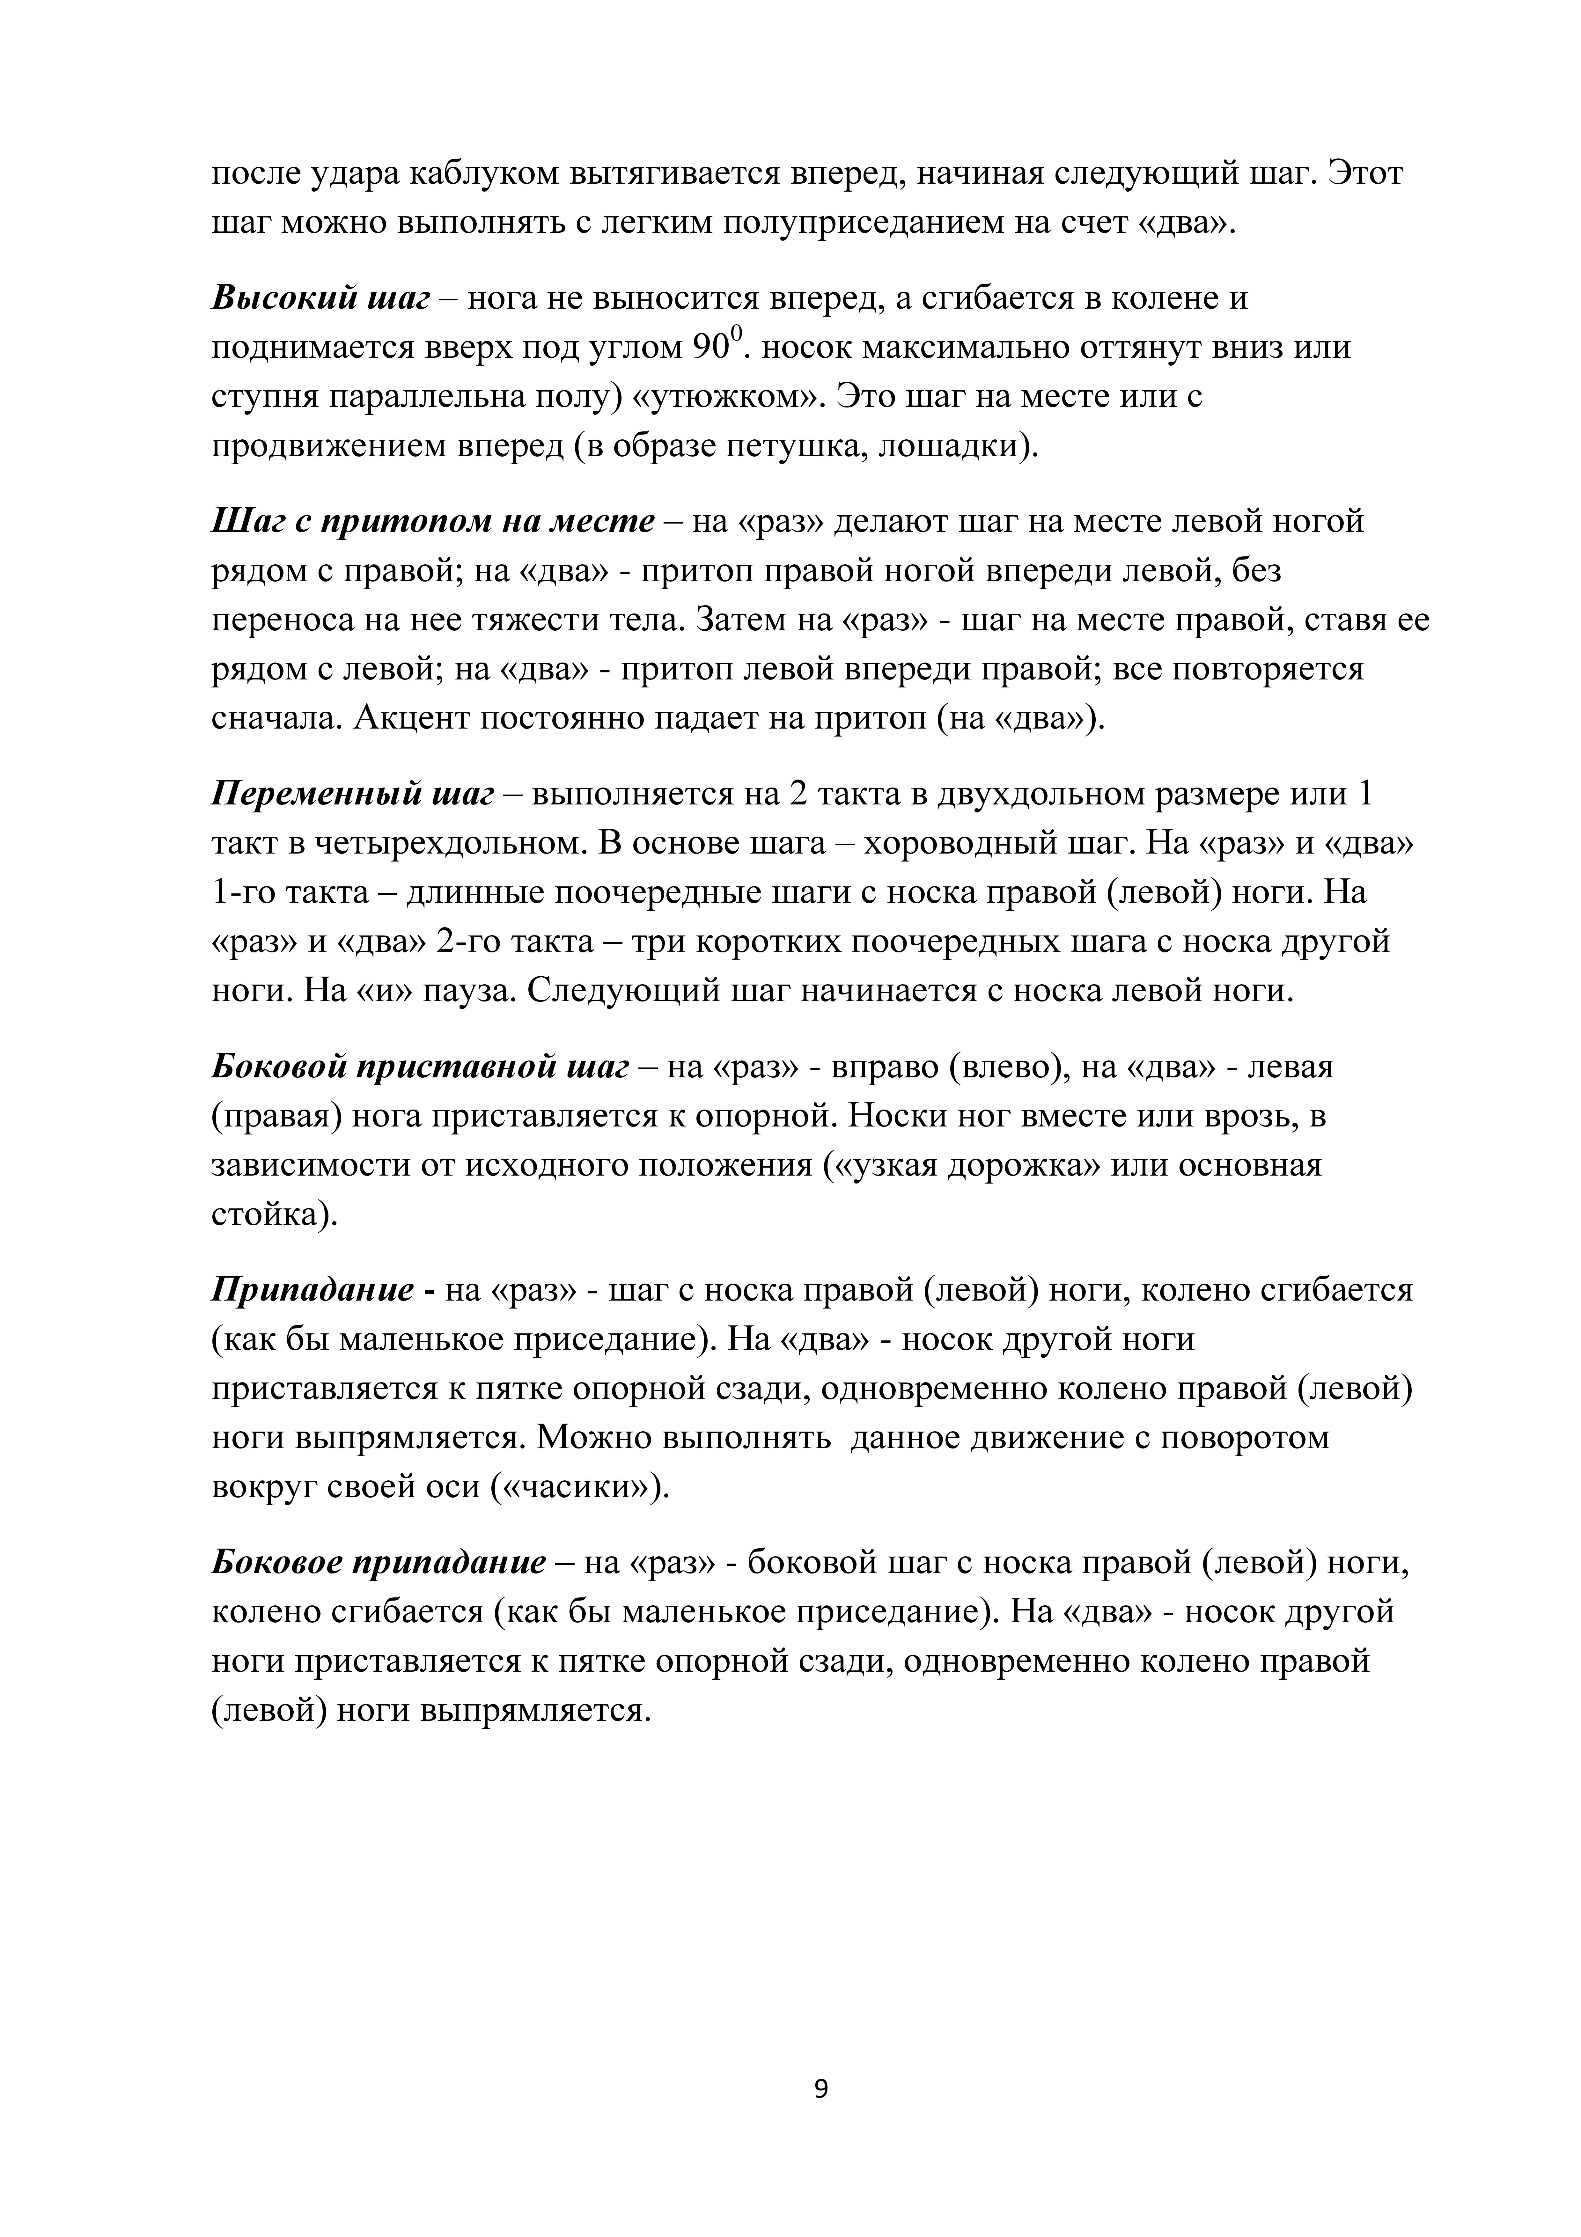 после удара каблуком вытягивается вперед, начиная следующий шаг. Этот
шаг можно выполнять с легким полуприседанием на счет «два».
Высокий шаг – нога не выносится вперед, а сгибается в колене и
поднимается вверх под углом 90⁰. носок максимально оттянут вниз или
ступня параллельна полу) «утюжком». Это шаг на месте или с
продвижением вперед (в образе петушка, лошадки).
Шаг с притопом на месте – на «раз» делают шаг на месте левой ногой
рядом с правой; на «два» - притоп правой ногой впереди левой, без
переноса на нее тяжести тела. Затем на «раз» - шаг на месте правой, ставя ее
рядом с левой; на «два» - притоп левой впереди правой; все повторяется
сначала. Акцент постоянно падает на притоп (на «два»).
Переменный шаг – выполняется на 2 такта в двухдольном размере или 1
такт в четырехдольном. В основе шага – хороводный шаг. На «раз» и «два»
1-го такта – длинные поочередные шаги с носка правой (левой) ноги. На
«раз» и «два» 2-го такта – три коротких поочередных шага с носка другой
ноги. На «и» пауза. Следующий шаг начинается с носка левой ноги.
Боковой приставной шаг – на «раз» - вправо (влево), на «два» - левая
(правая) нога приставляется к опорной. Носки ног вместе или врозь, в
зависимости от исходного положения («узкая дорожка» или основная
стойка).
Припадание - на «раз» - шаг с носка правой (левой) ноги, колено сгибается
(как бы маленькое приседание). На «два» - носок другой ноги
приставляется к пятке опорной сзади, одновременно колено правой (левой)
ноги выпрямляется. Можно выполнять  данное движение с поворотом
вокруг своей оси («часики»).
Боковое припадание – на «раз» - боковой шаг с носка правой (левой) ноги,
колено сгибается (как бы маленькое приседание). На «два» - носок другой
ноги приставляется к пятке опорной сзади, одновременно колено правой
(левой) ноги выпрямляется.
9